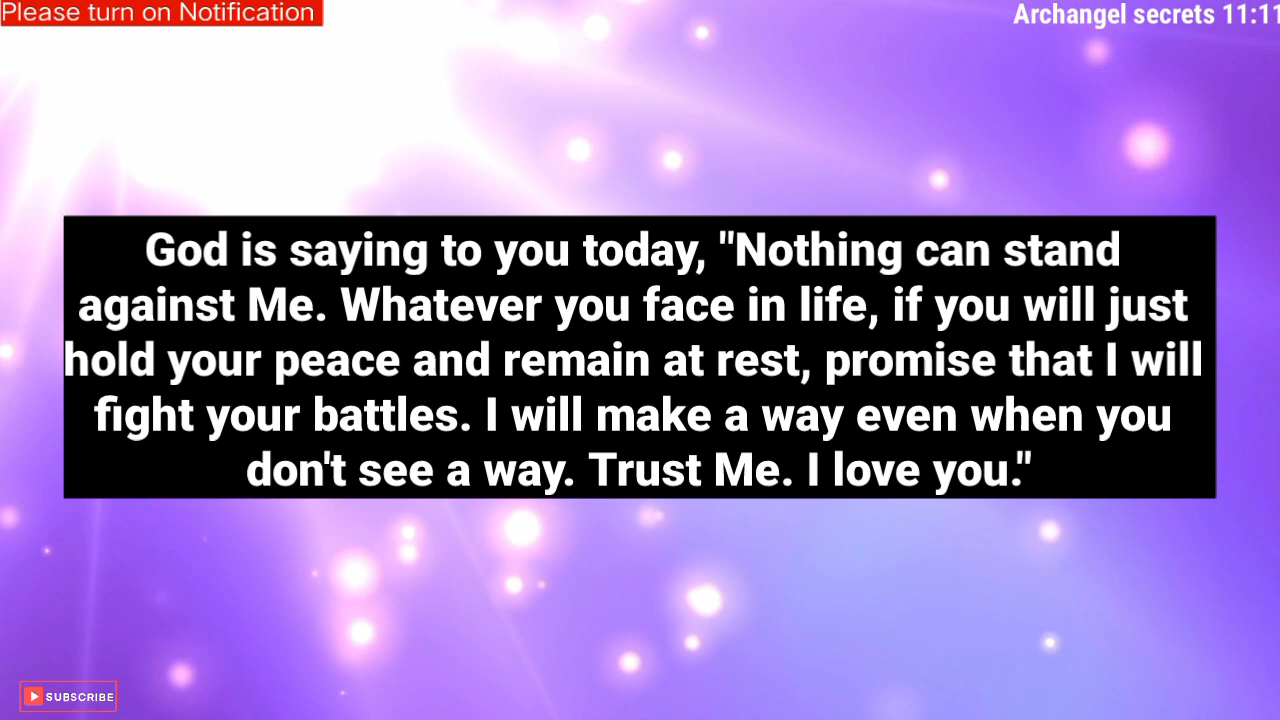 Please turn on Notification
Archangel secrets 11:11
God is saying to you today, "Nothing can stand
against Me. Whatever you face in life, if you will just
hold your peace and remain at rest, promise that I will
fight your battles. I will make a way even when you
don't see a way. Trust Me. I love you."
SUBSCRIBE